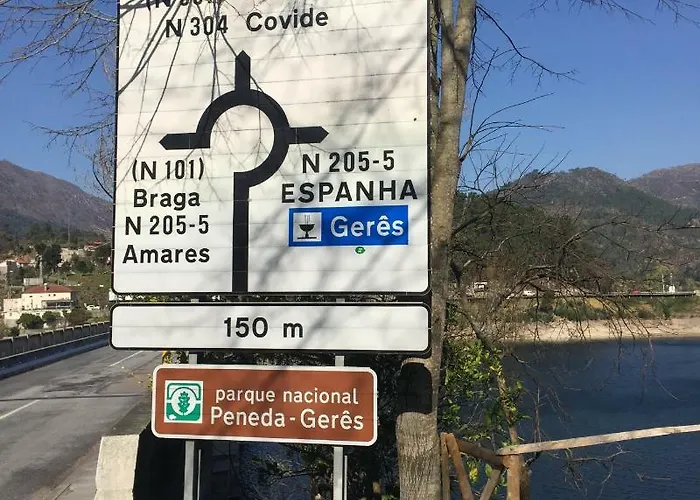 N 304 Covide
(N 101)
Braga
N 205-5
Amares
N 205-5
ESPANHA
Gerês
150 m
parque nacional
Peneda-Gerês